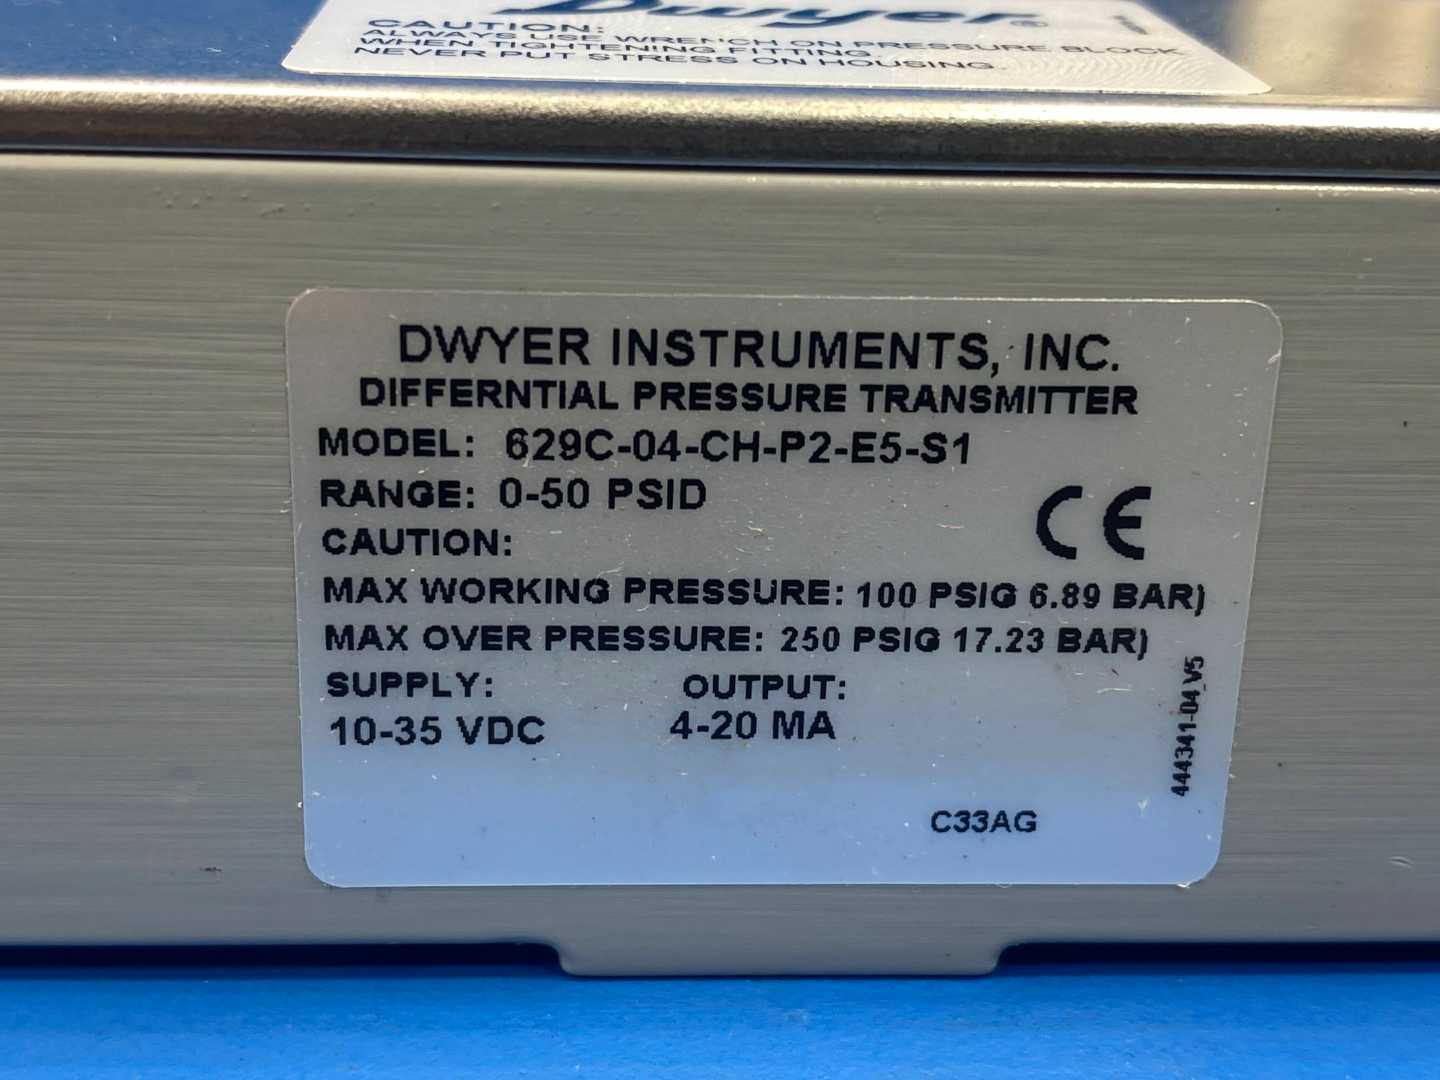 Dwyer®
CAUTION:
ALWAYS USE WRENCH ON PRESSURE BLOCK
WHEN TIGHTENING FITTING.
NEVER PUT STRESS ON HOUSING.
DWYER INSTRUMENTS, INC.
DIFFERNTIAL PRESSURE TRANSMITTER
MODEL: 629C-04-CH-P2-E5-S1
RANGE: 0-50 PSID
CE
CAUTION:
MAX WORKING PRESSURE: 100 PSIG 6.89 BAR)
MAX OVER PRESSURE: 250 PSIG 17.23 BAR)
SUPPLY: OUTPUT:
10-35 VDC 4-20 MA
444341-04_V5
C33AG